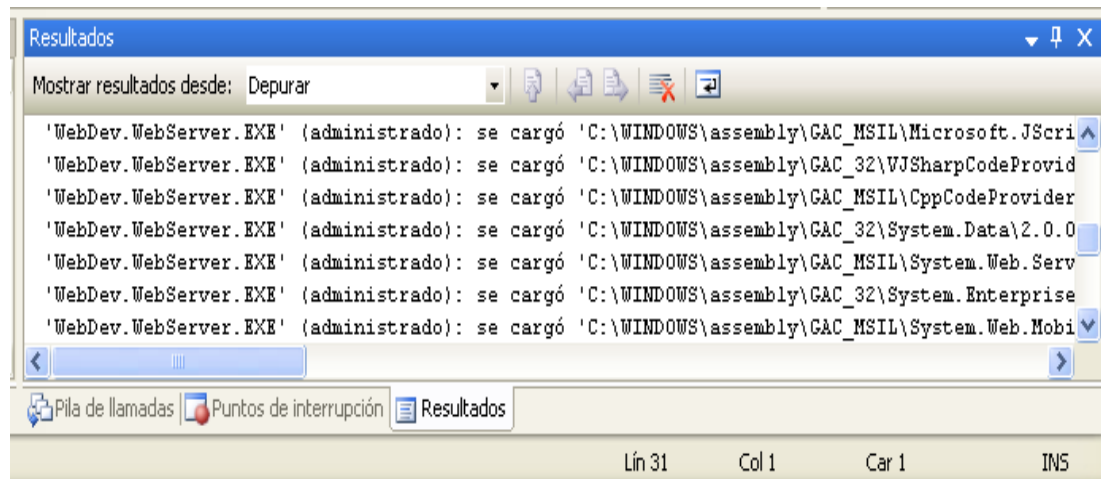 Resultados
Mostrar resultados desde: Depurar
'WebDev.WebServer.EXE' (administrado): se cargó 'C:\WINDOWS\assembly\GAC_MSIL\Microsoft.JScri
'WebDev.WebServer.EXE' (administrado): se cargó 'C:\WINDOWS\assembly\GAC_32\VJSharpCodeProvid
'WebDev.WebServer.EXE' (administrado): se cargó 'C:\WINDOWS\assembly\GAC_MSIL\CppCodeProvider
'WebDev.WebServer.EXE' (administrado): se cargó 'C:\WINDOWS\assembly\GAC_32\System.Data\2.0.0
'WebDev.WebServer.EXE' (administrado): se cargó 'C:\WINDOWS\assembly\GAC_MSIL\System.Web.Serv
'WebDev.WebServer.EXE' (administrado): se cargó 'C:\WINDOWS\assembly\GAC_32\System.Enterprise
'WebDev.WebServer.EXE' (administrado): se cargó 'C:\WINDOWS\assembly\GAC_MSIL\System.Web.Mobi
Pila de llamadas Puntos de interrupción Resultados
Lín 31 Col 1 Car 1 INS